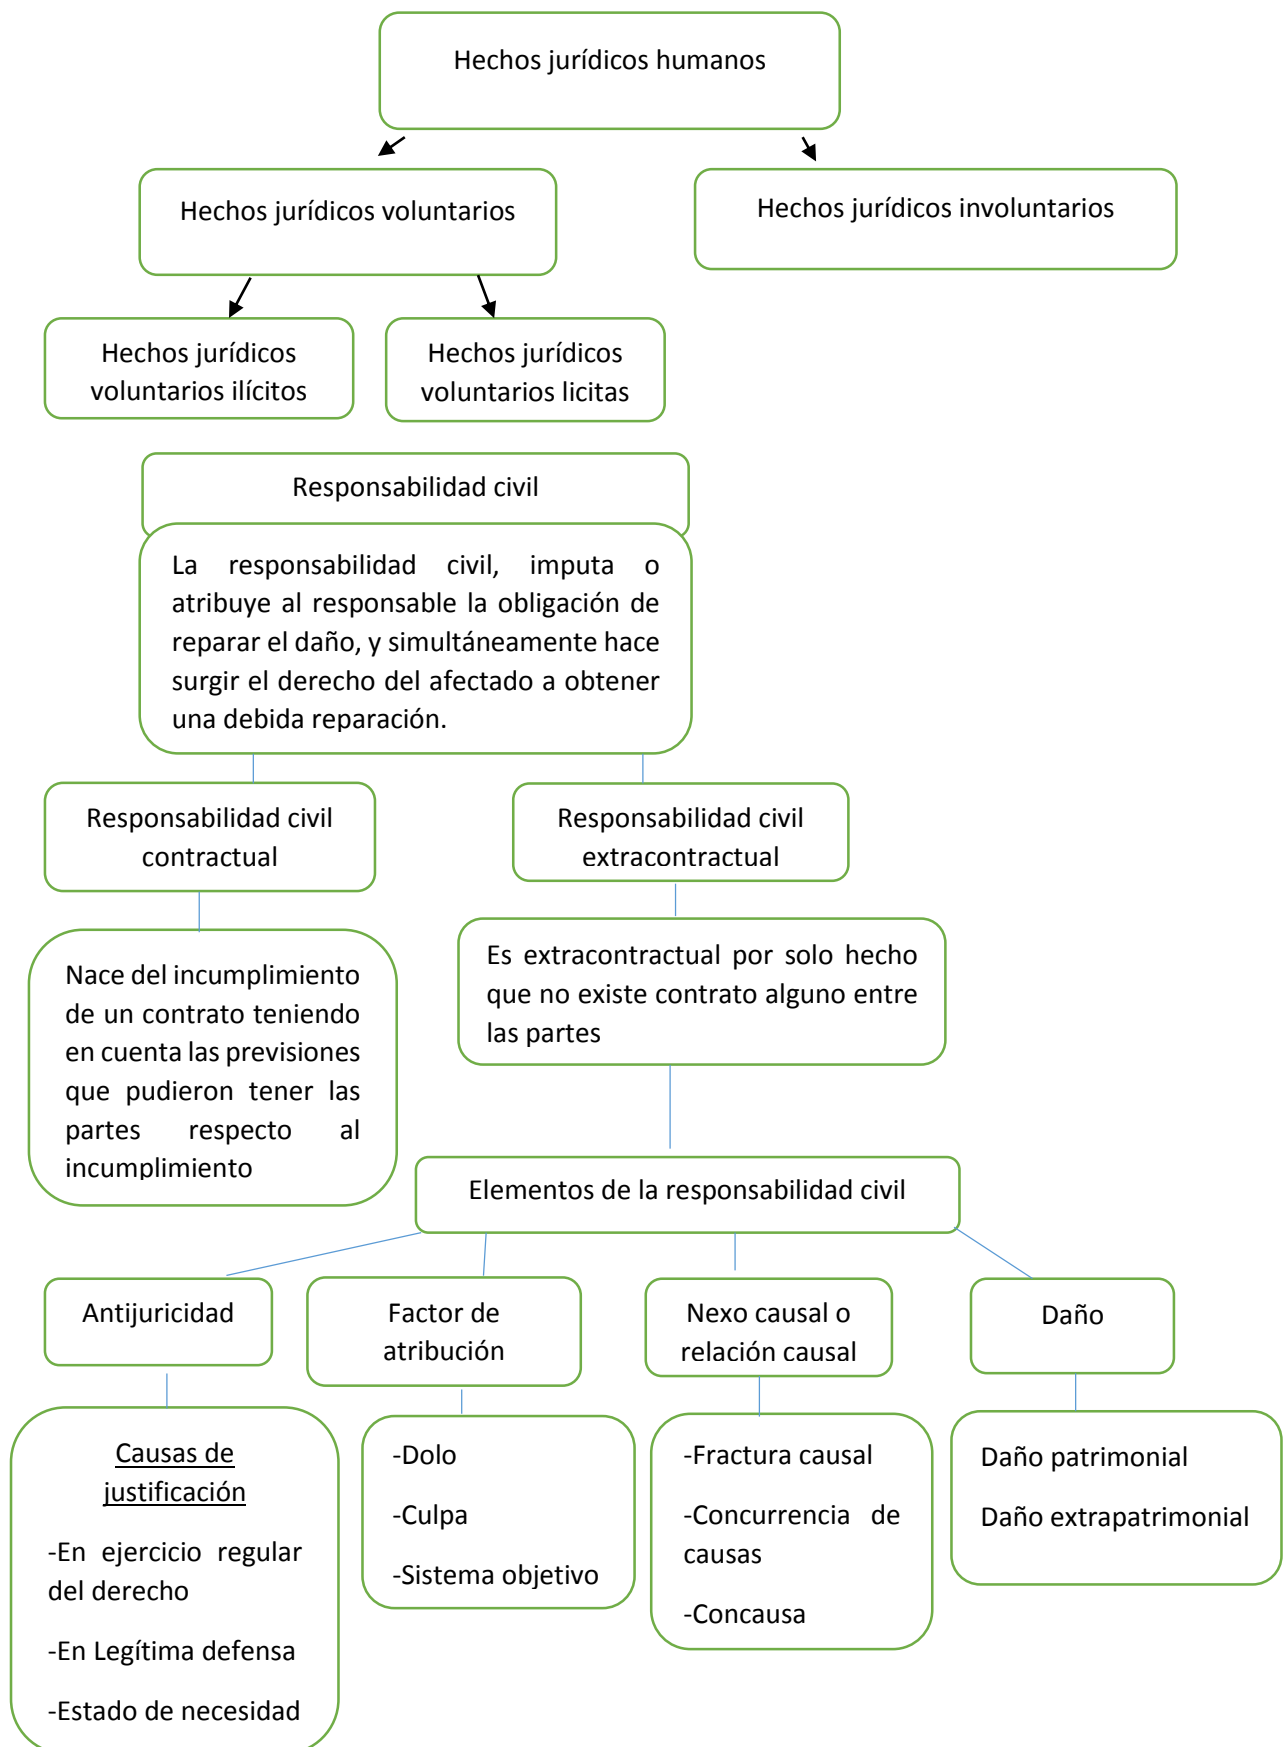 Hechos jurídicos humanos
Hechos jurídicos voluntarios
Hechos jurídicos involuntarios
Hechos jurídicos
voluntarios ilícitos
Hechos jurídicos
voluntarios licitas
Responsabilidad civil
La responsabilidad civil, imputa o
atribuye al responsable la obligación de
reparar el daño, y simultáneamente hace
surgir el derecho del afectado a obtener
una debida reparación.
Responsabilidad civil
contractual
Responsabilidad civil
extracontractual
Nace del incumplimiento
de un contrato teniendo
en cuenta las previsiones
que pudieron tener las
partes respecto al
incumplimiento
Es extracontractual por solo hecho
que no existe contrato alguno entre
las partes
Elementos de la responsabilidad civil
Antijuricidad
Factor de
atribución
Nexo causal o
relación causal
Daño
Causas de
justificación
-En ejercicio regular
del derecho
-En Legítima defensa
-Estado de necesidad
-Dolo
-Culpa
-Sistema objetivo
-Fractura causal
-Concurrencia de
causas
-Concausa
Daño patrimonial
Daño extrapatrimonial